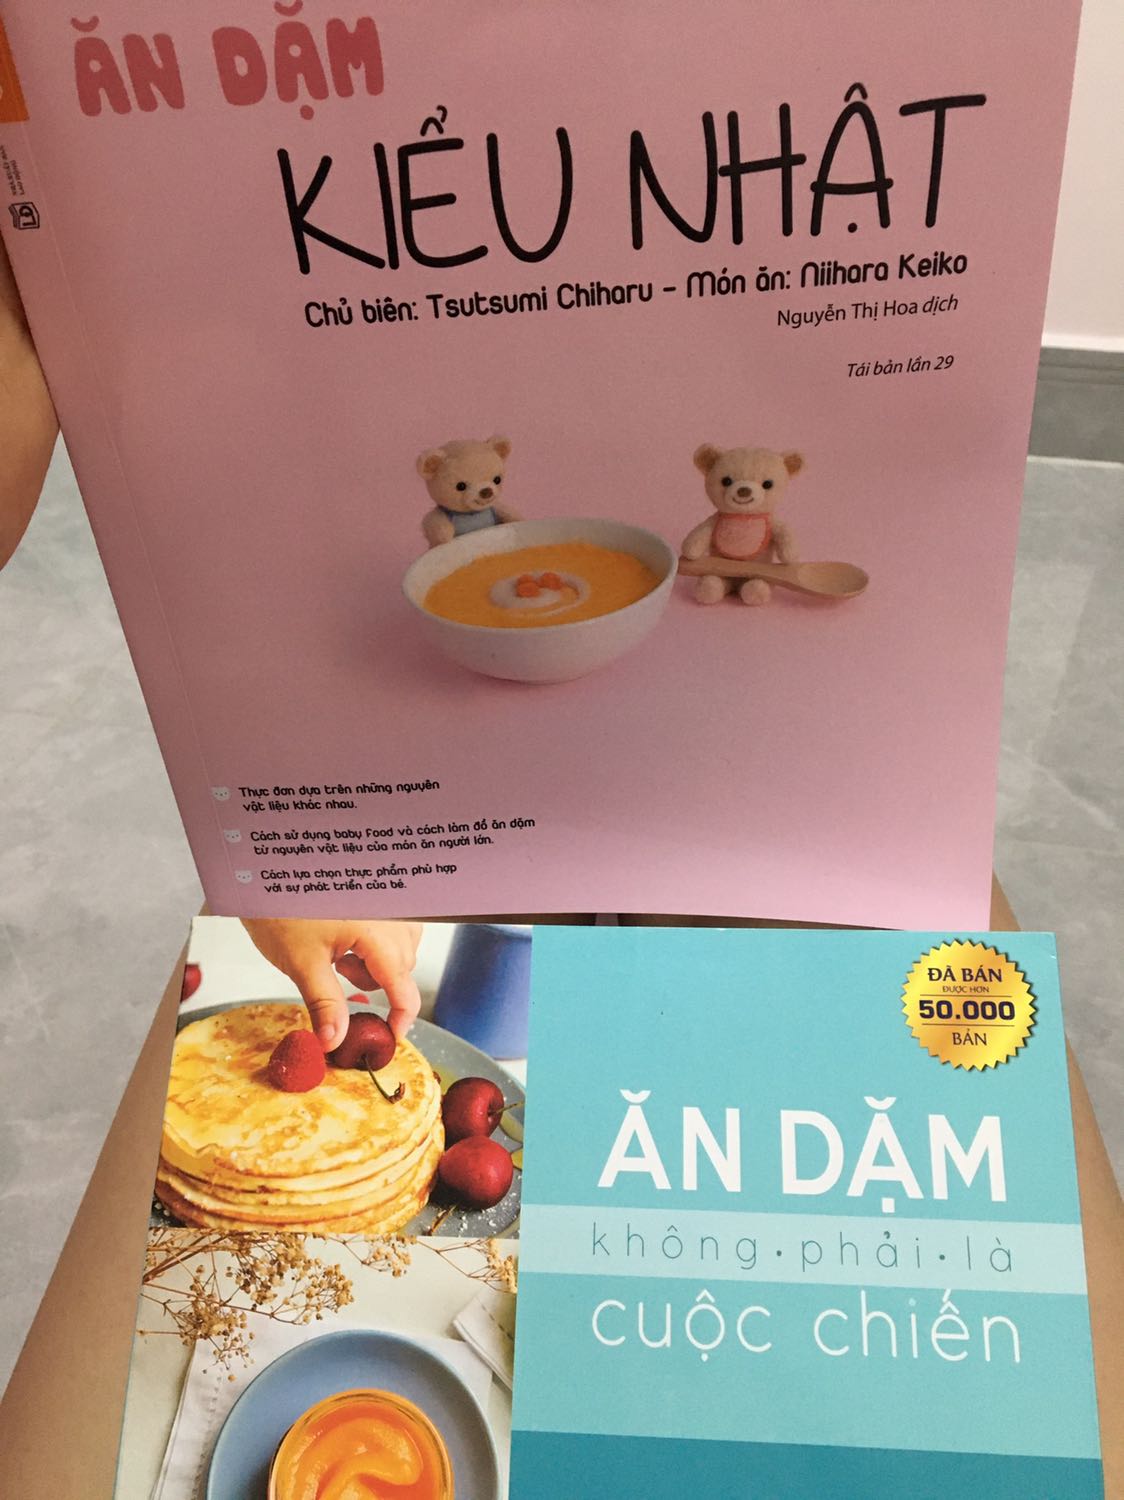 ĂN DẶM
KIỂU NHẬT
Chủ biên: Tsutsumi Chiharu – Món ăn: Niihara Keiko
Nguyễn Thị Hoa dịch
Tái bản lần 29
Thực đơn dựa trên những nguyên
vật liệu khác nhau.
Cách sử dụng baby food và cách làm đồ ăn dặm
từ nguyên vật liệu của món ăn người lớn.
Cách lựa chọn thực phẩm phù hợp
với sự phát triển của bé.
ĐÃ BÁN
ĐƯỢC HƠN
50.000
BẢN
ĂN DẶM
không.phải.là
cuộc chiến